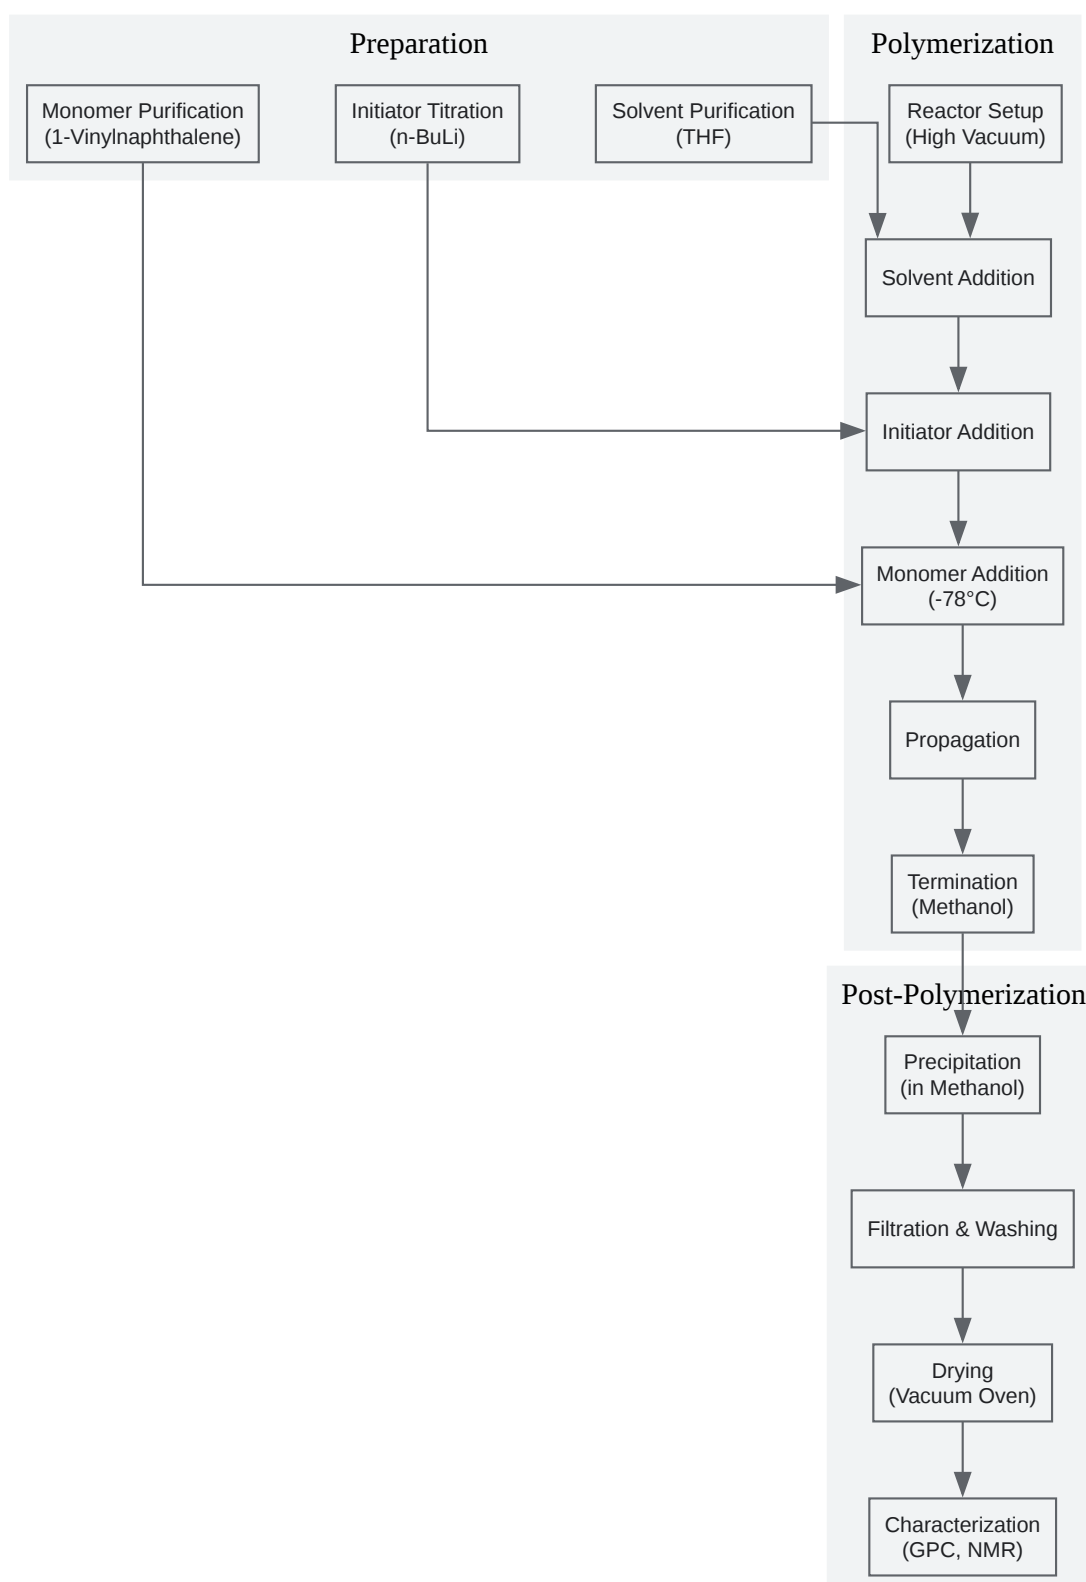 Preparation
Polymerization
Monomer Purification
(1-Vinylnaphthalene)
Initiator Titration
(n-BuLi)
Solvent Purification
(THF)
Reactor Setup
(High Vacuum)
Solvent Addition
Initiator Addition
Monomer Addition
(-78°C)
Propagation
Termination
(Methanol)
Post-Polymerization
Precipitation
(in Methanol)
Filtration & Washing
Drying
(Vacuum Oven)
Characterization
(GPC, NMR)